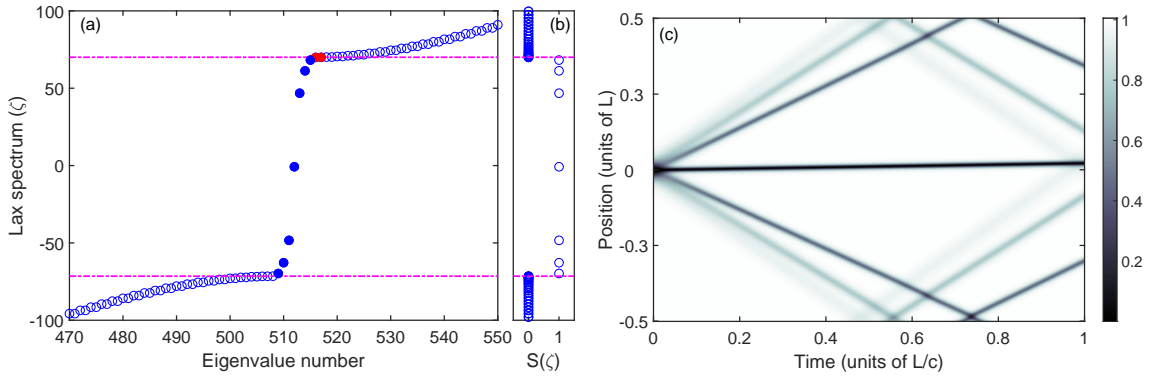 (a)
Lax spectrum (ζ)
100
50
0
-50
-100
470 480 490 500 510 520 530 540 550
Eigenvalue number
(b)
0 1
S(ζ)
(c)
Position (units of L)
0.5
0.3
0
-0.3
-0.5
0 0.2 0.4 0.6 0.8 1
Time (units of L/c)
1
0.8
0.6
0.4
0.2